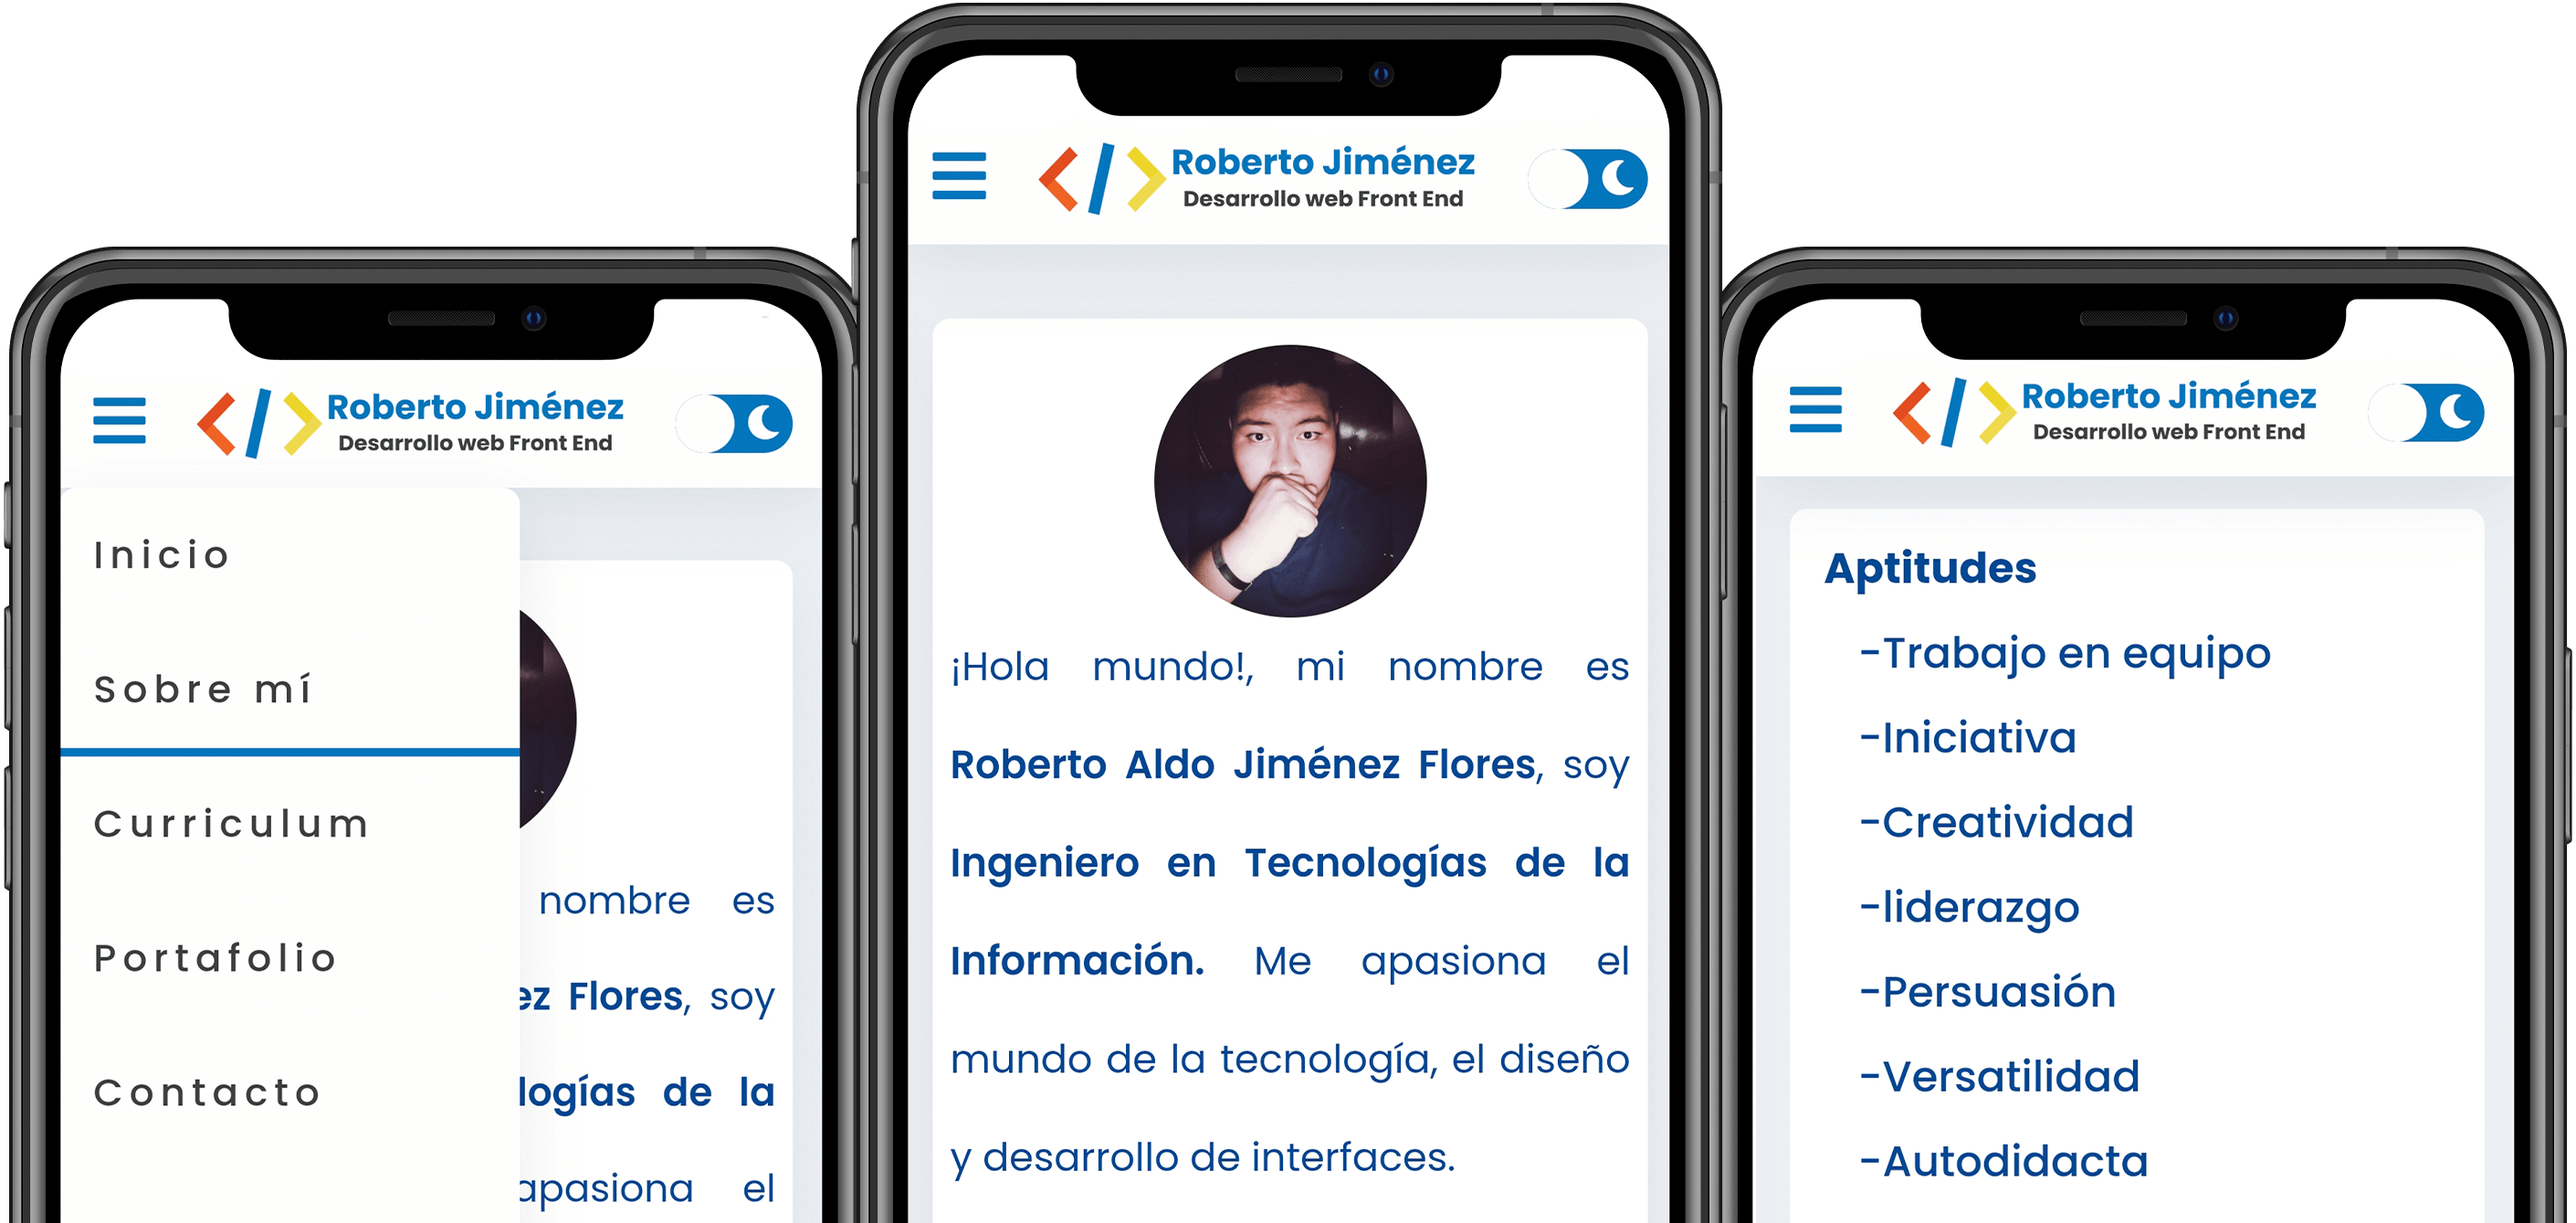 Roberto Jiménez
Desarrollo web Front End
Inicio
Sobre mí
Curriculum
Portafolio
Contacto
nombre es
ez Flores, soy
logías de la
apasiona el
Roberto Jiménez
Desarrollo web Front End
¡Hola mundo!, mi nombre es
Roberto Aldo Jiménez Flores, soy
Ingeniero en Tecnologías de la
Información. Me apasiona el
mundo de la tecnología, el diseño
y desarrollo de interfaces.
Roberto Jiménez
Desarrollo web Front End
Aptitudes
-Trabajo en equipo
-Iniciativa
-Creatividad
-liderazgo
-Persuasión
-Versatilidad
-Autodidacta